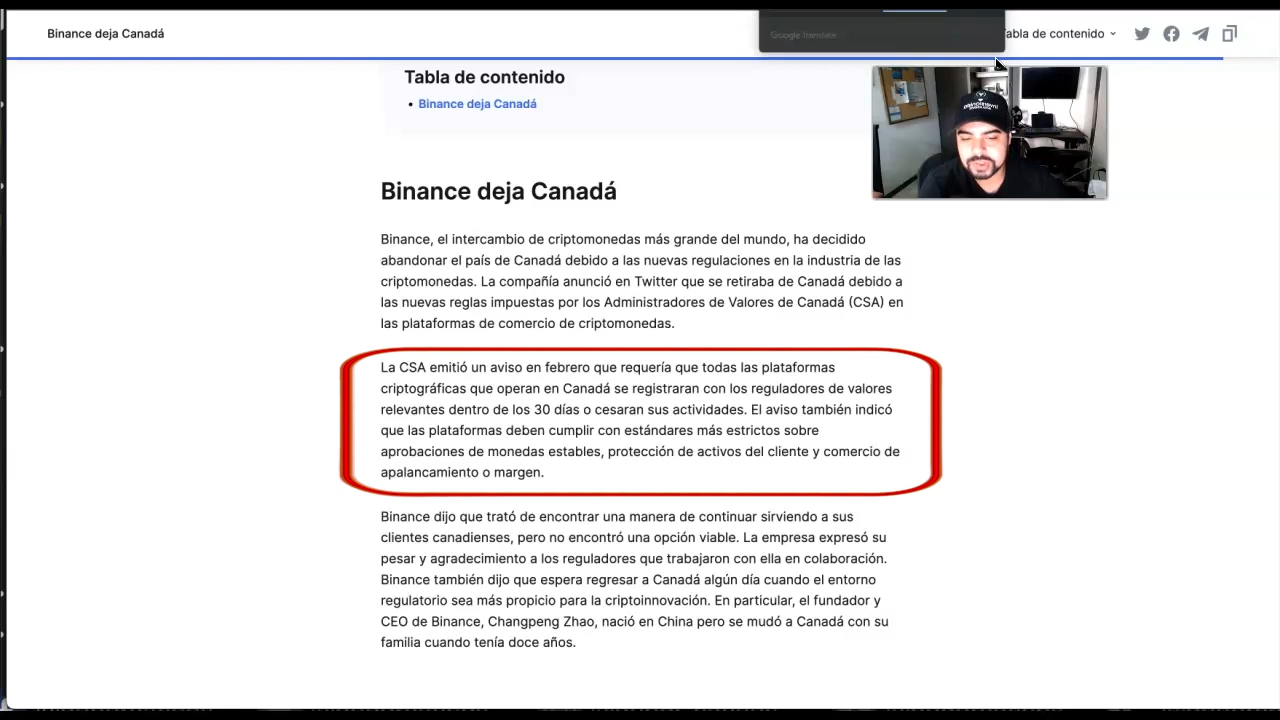 Binance deja Canadá
Google Translate
Tabla de contenido
Tabla de contenido
• Binance deja Canadá
Binance deja Canadá
Binance, el intercambio de criptomonedas más grande del mundo, ha decidido
abandonar el país de Canadá debido a las nuevas regulaciones en la industria de las
criptomonedas. La compañía anunció en Twitter que se retiraba de Canadá debido a
las nuevas reglas impuestas por los Administradores de Valores de Canadá (CSA) en
las plataformas de comercio de criptomonedas.
La CSA emitió un aviso en febrero que requería que todas las plataformas
criptográficas que operan en Canadá se registraran con los reguladores de valores
relevantes dentro de los 30 días o cesaran sus actividades. El aviso también indicó
que las plataformas deben cumplir con estándares más estrictos sobre
aprobaciones de monedas estables, protección de activos del cliente y comercio de
apalancamiento o margen.
Binance dijo que trató de encontrar una manera de continuar sirviendo a sus
clientes canadienses, pero no encontró una opción viable. La empresa expresó su
pesar y agradecimiento a los reguladores que trabajaron con ella en colaboración.
Binance también dijo que espera regresar a Canadá algún día cuando el entorno
regulatorio sea más propicio para la criptoinnovación. En particular, el fundador y
CEO de Binance, Changpeng Zhao, nació en China pero se mudó a Canadá con su
familia cuando tenía doce años.